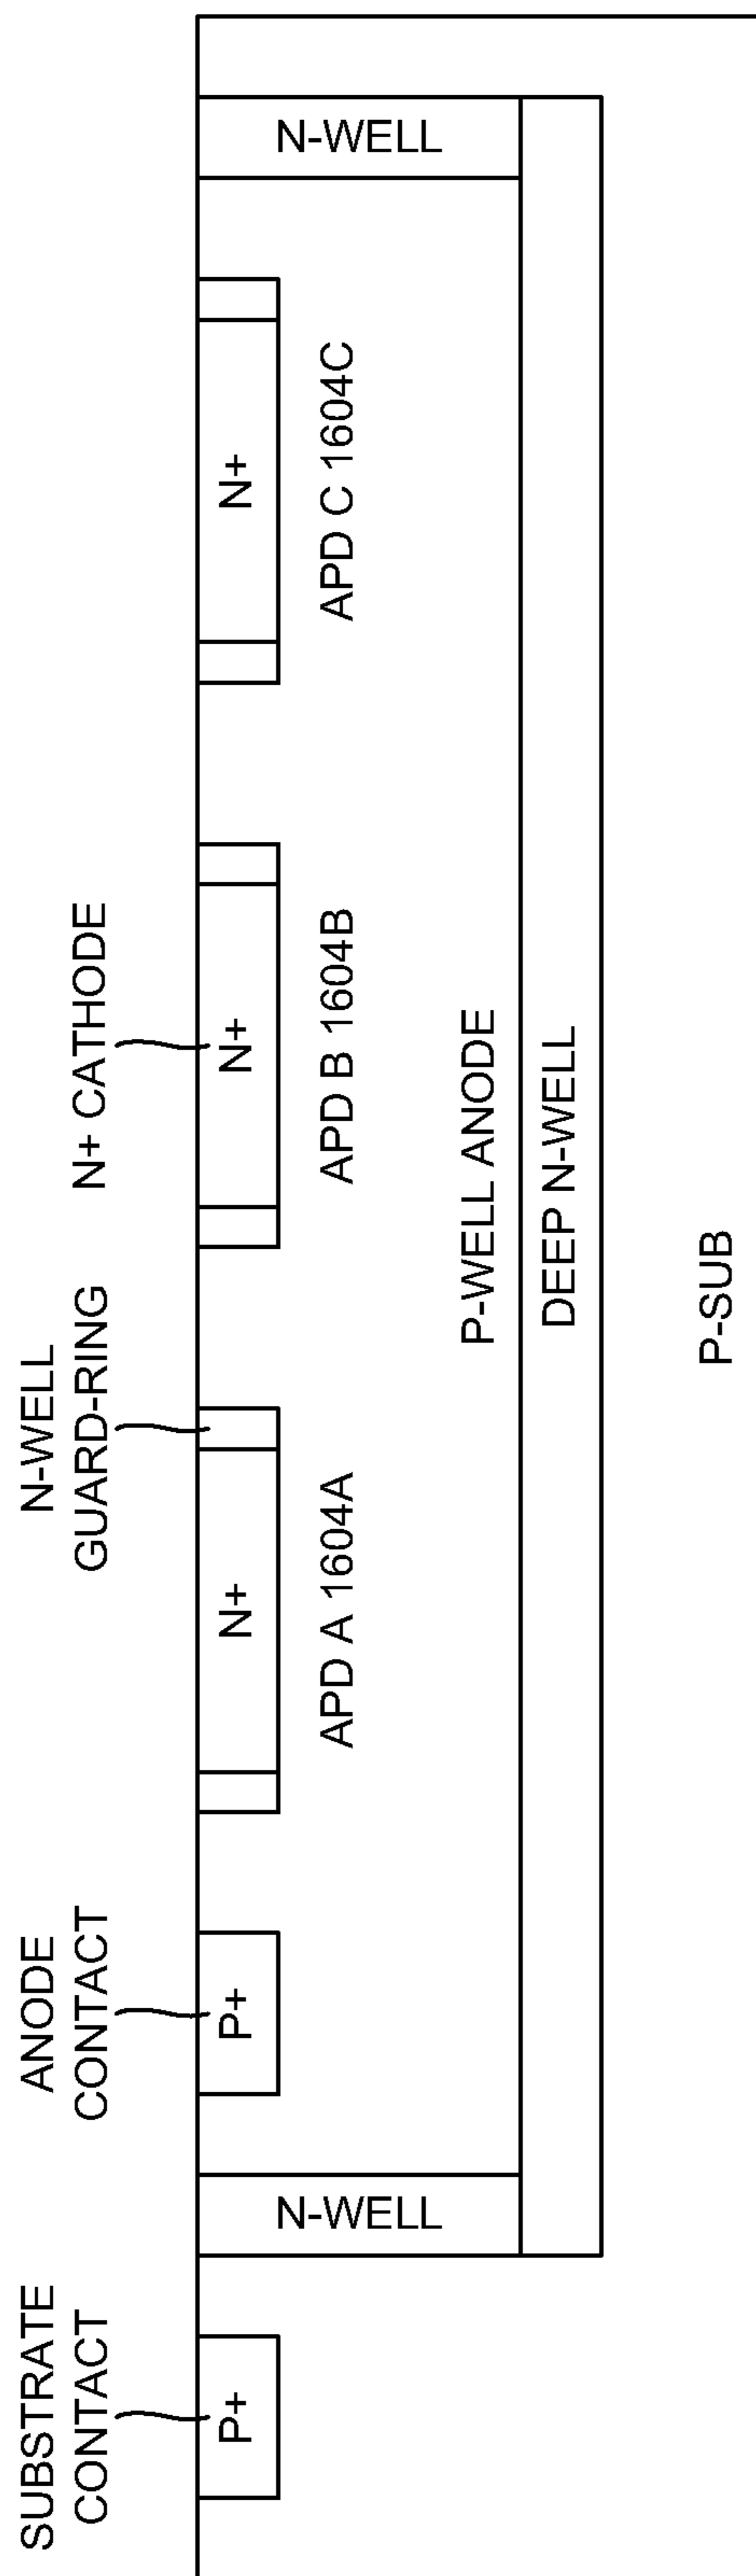 SUBSTRATE
CONTACT
ANODE
CONTACT
N-WELL
GUARD-RING
N+ CATHODE
P+
N-WELL
P+
N+
N+
N+
N-WELL
APD A 1604A
APD B 1604B
APD C 1604C
P-WELL ANODE
DEEP N-WELL
P-SUB